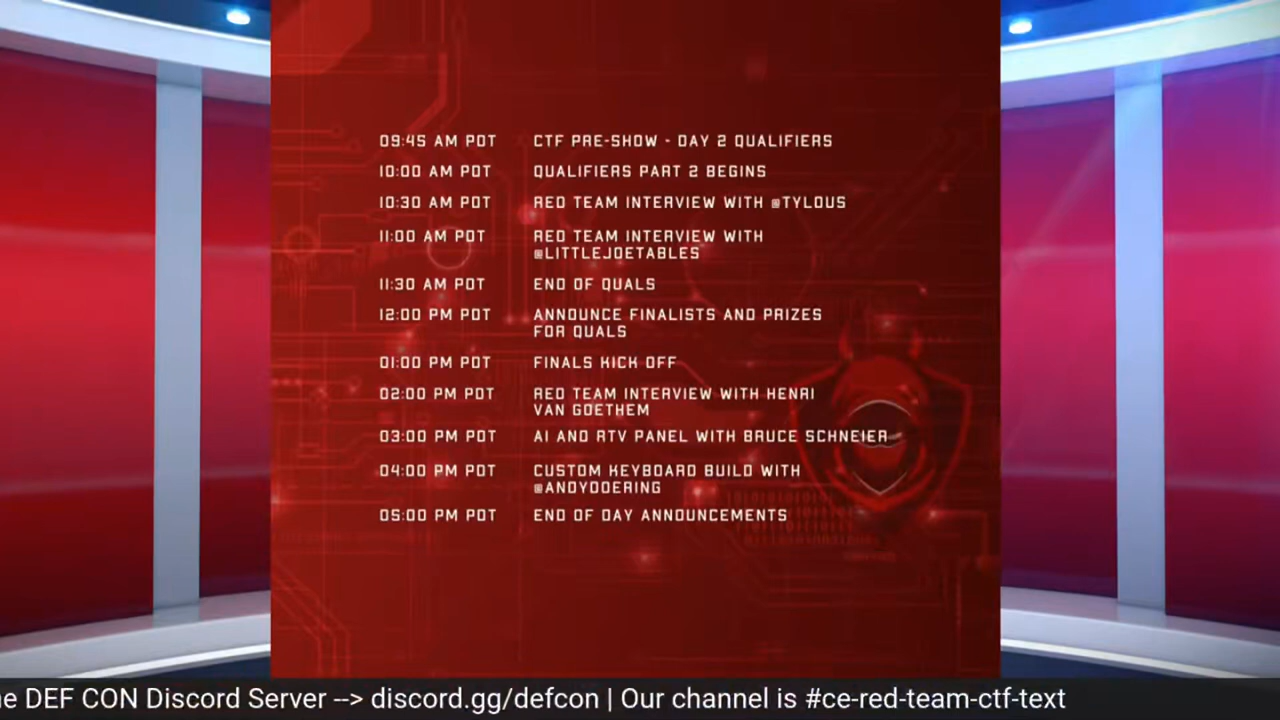 09:45 AM PDT CTF PRE-SHOW - DAY 2 QUALIFIERS
10:00 AM PDT QUALIFIERS PART 2 BEGINS
10:30 AM PDT RED TEAM INTERVIEW WITH @TYLOUS
11:00 AM PDT RED TEAM INTERVIEW WITH
@LITTLEJOETABLES
11:30 AM PDT END OF QUALS
12:00 PM PDT ANNOUNCE FINALISTS AND PRIZES
FOR QUALS
01:00 PM PDT FINALS KICK OFF
02:00 PM PDT RED TEAM INTERVIEW WITH HENRI
VAN GOETHEM
03:00 PM PDT AI AND RTV PANEL WITH BRUCE SCHNEIER
04:00 PM PDT CUSTOM KEYBOARD BUILD WITH
@ANDYDOERING
05:00 PM PDT END OF DAY ANNOUNCEMENTS
e DEF CON Discord Server --> discord.gg/defcon | Our channel is #ce-red-team-ctf-text